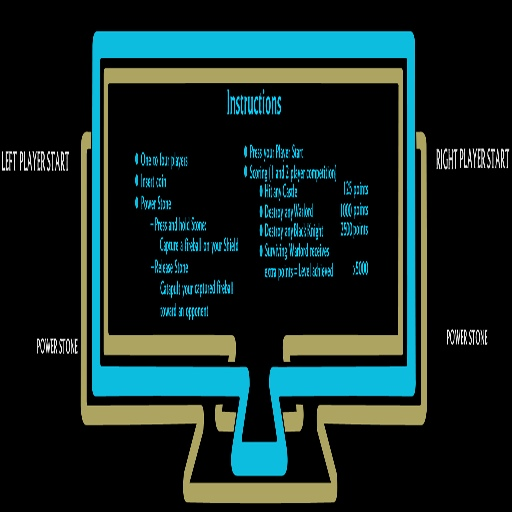 Instructions
LEFT PLAYER START
RIGHT PLAYER START
One to four players
Insert coin
Power Stone
–Press and hold Stone:
Capture a fireball on your Shield
–Release Stone
Catapult your captured fireball
toward an opponent
Press your Player Start
Scoring (1 and 2 player competition)
Hit any Castle 125 points
Destroy any Warlord 1000 points
Destroy any Black Knight 2500 points
Surviving Warlord receives
extra points = Level achieved x5000
POWER STONE
POWER STONE